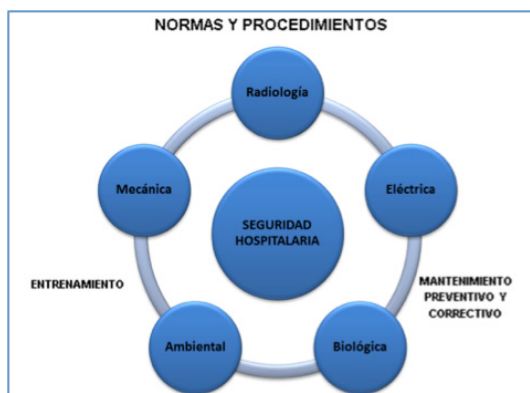 NORMAS Y PROCEDIMIENTOS
Radiología
Mecánica
Eléctrica
SEGURIDAD
HOSPITALARIA
ENTRENAMIENTO
MANTENIMIENTO
PREVENTIVO Y
CORRECTIVO
Ambiental
Biológica